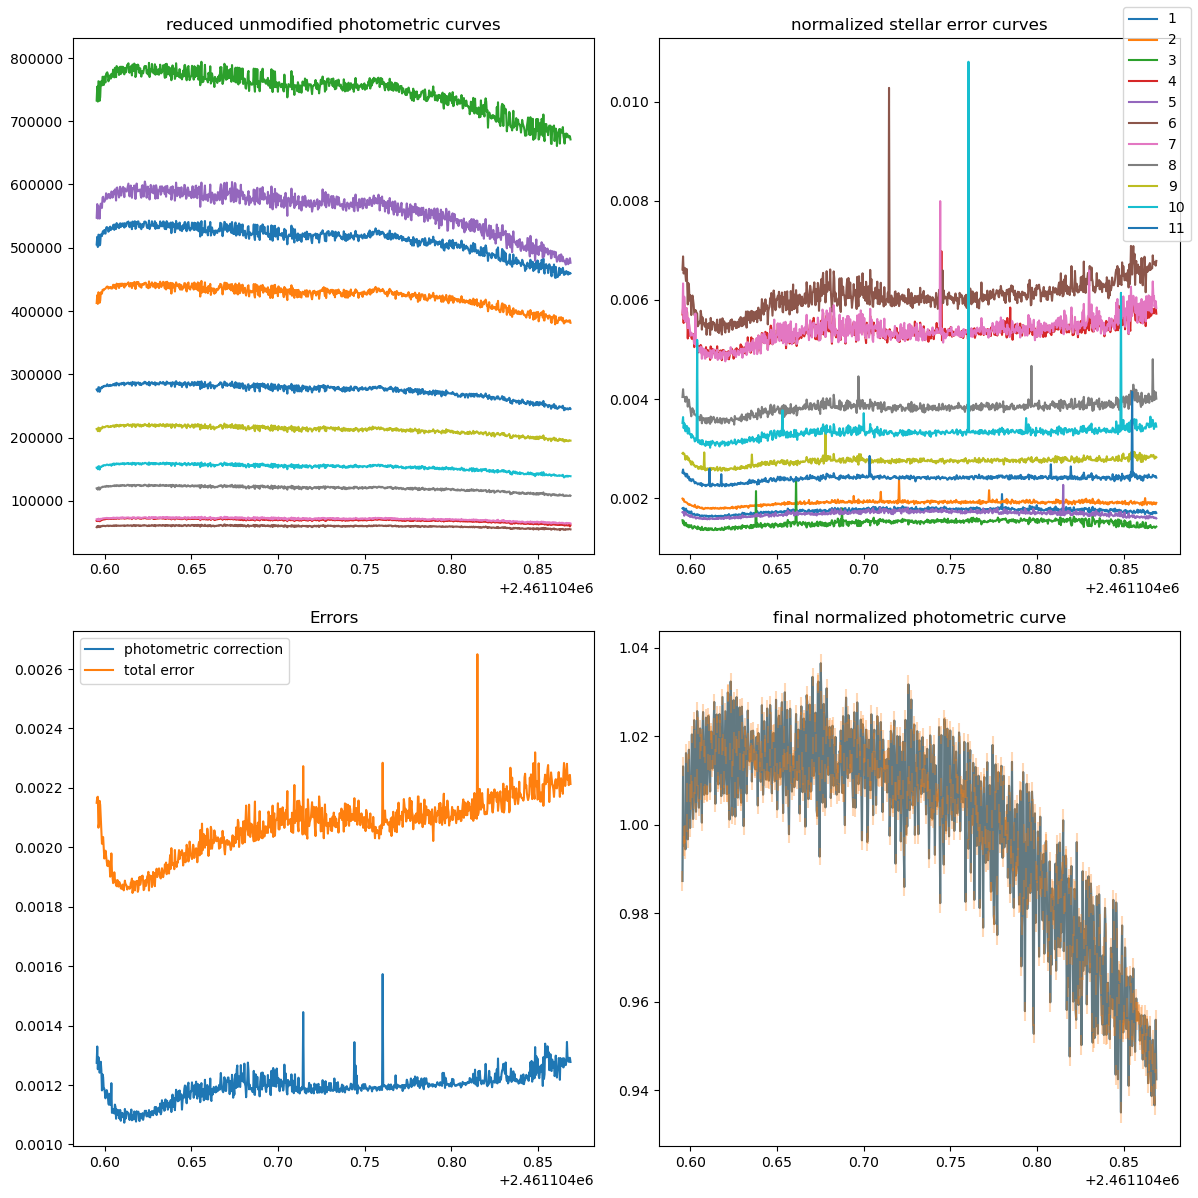 reduced unmodified photometric curves
800000
700000
600000
500000
400000
300000
200000
100000
0.60 0.65 0.70 0.75 0.80 0.85
+2.461104e6
normalized stellar error curves
0.010
0.008
0.006
0.004
0.002
0.60 0.65 0.70 0.75 0.80 0.85
+2.461104e6
1
2
3
4
5
6
7
8
9
10
11
Errors
photometric correction
total error
0.0026
0.0024
0.0022
0.0020
0.0018
0.0016
0.0014
0.0012
0.0010
0.60 0.65 0.70 0.75 0.80 0.85
+2.461104e6
final normalized photometric curve
1.04
1.02
1.00
0.98
0.96
0.94
0.60 0.65 0.70 0.75 0.80 0.85
+2.461104e6